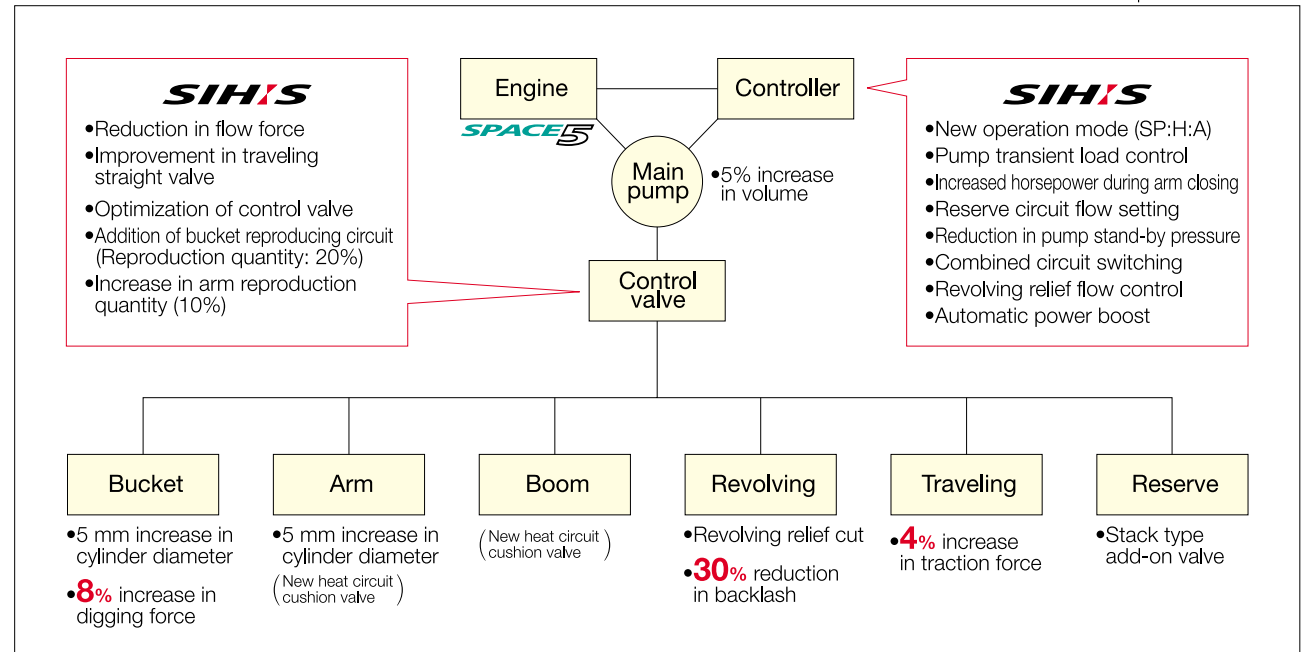 SIH:S
•Reduction in flow force
•Improvement in traveling
straight valve
•Optimization of control valve
•Addition of bucket reproducing circuit
(Reproduction quantity: 20%)
•Increase in arm reproduction
quantity (10%)
Engine
SPACE5
Controller
Main
pump
•5% increase
in volume
Control
valve
SIH:S
•New operation mode (SP:H:A)
•Pump transient load control
•Increased horsepower during arm closing
•Reserve circuit flow setting
•Reduction in pump stand-by pressure
•Combined circuit switching
•Revolving relief flow control
•Automatic power boost
Bucket
•5 mm increase in
cylinder diameter
•8% increase in
digging force
Arm
•5 mm increase in
cylinder diameter
(New heat circuit
cushion valve)
Boom
(New heat circuit
cushion valve)
Revolving
•Revolving relief cut
•30% reduction
in backlash
Traveling
•4% increase
in traction force
Reserve
•Stack type
add-on valve